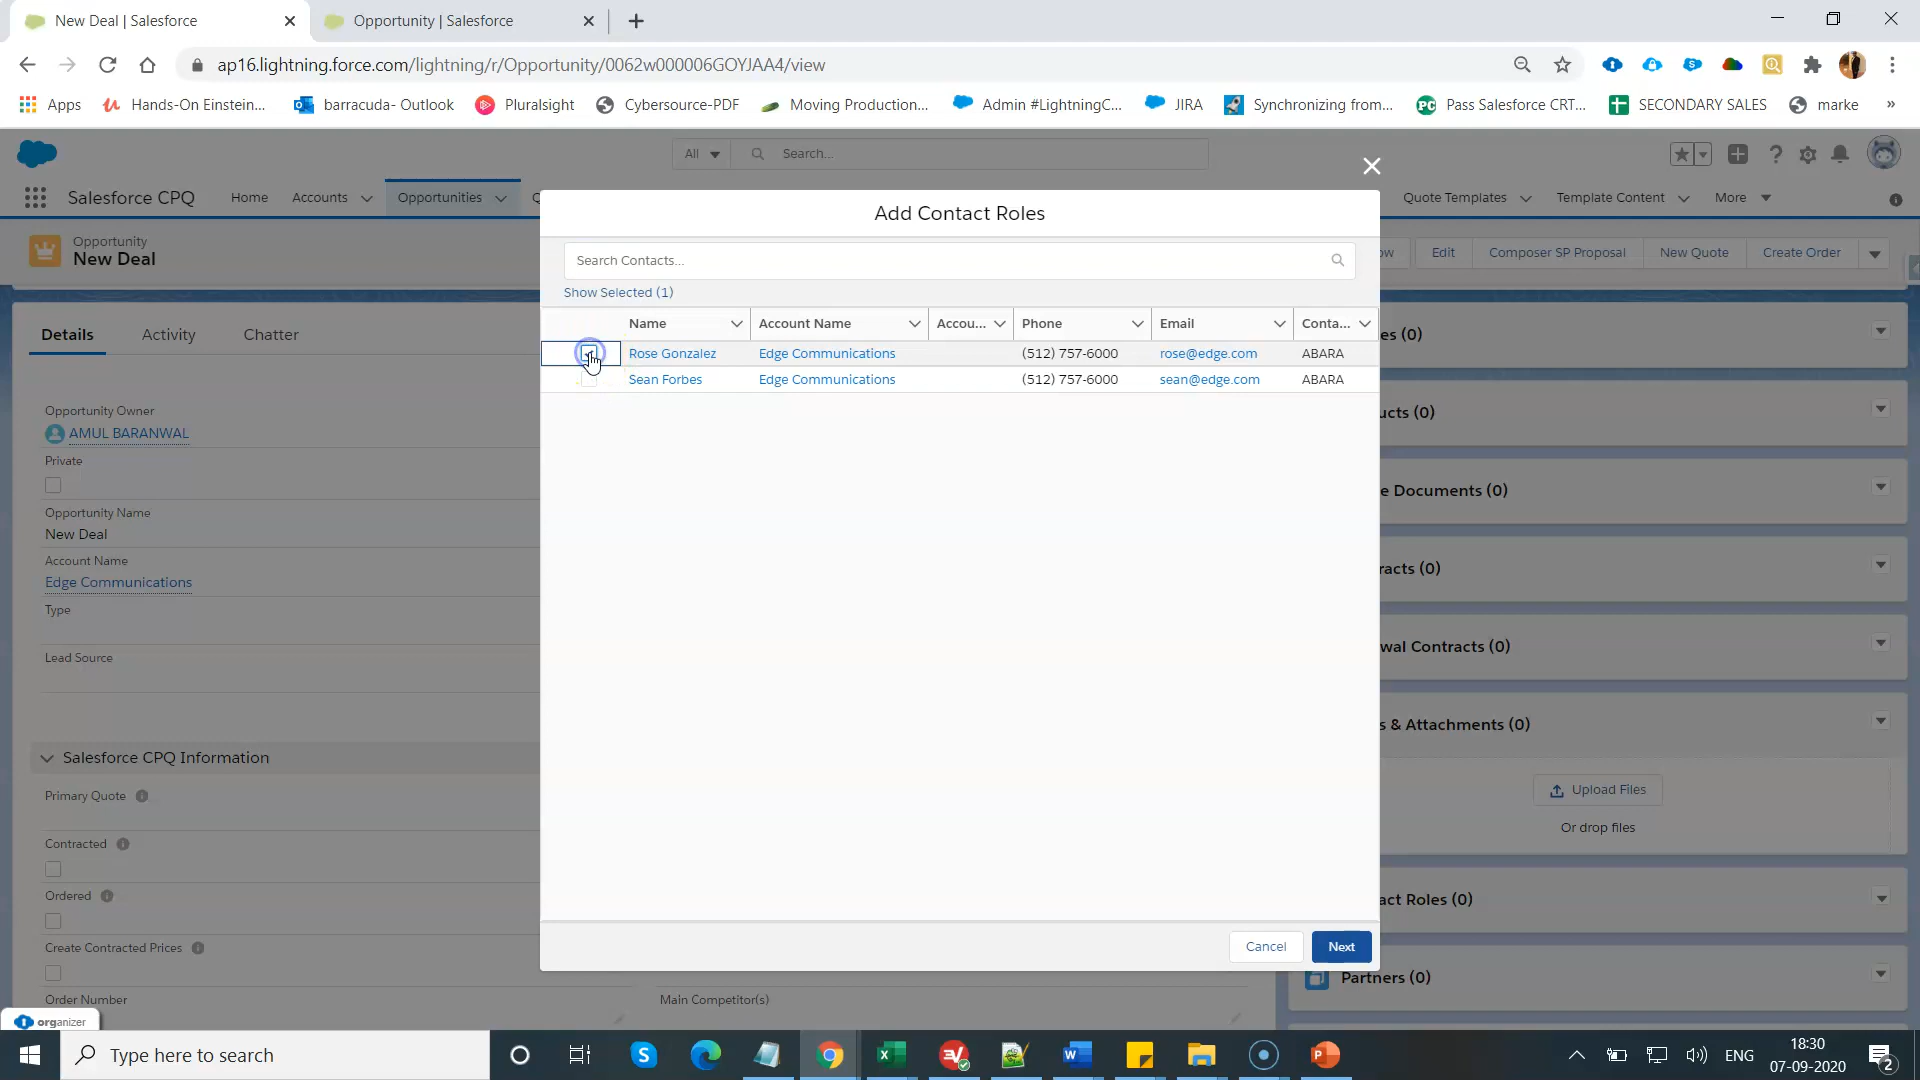 New Deal | Salesforce
Opportunity | Salesforce
ap16.lightning.force.com/lightning/r/Opportunity/0062w000006GOYJAA4/view
Apps
Hands-On Einstein...
barracuda- Outlook
Pluralsight
Cybersource-PDF
Moving Production...
Admin #LightningC...
JIRA
Synchronizing from...
Pass Salesforce CRT...
SECONDARY SALES
marke
»
All
Search...
Salesforce CPQ
Home
Accounts
Opportunities
Quote Templates
Template Content
More
Opportunity
New Deal
Edit
Composer SP Proposal
New Quote
Create Order
Add Contact Roles
Search Contacts...
Show Selected (1)
Name Account Name Accou... Phone Email Conta...
Rose Gonzalez Edge Communications (512) 757-6000 rose@edge.com ABARA
Sean Forbes Edge Communications (512) 757-6000 sean@edge.com ABARA
Cancel
Next
Details
Activity
Chatter
Opportunity Owner
AMUL BARANWAL
Private
Opportunity Name
New Deal
Account Name
Edge Communications
Type
Lead Source
Salesforce CPQ Information
Primary Quote
Contracted
Ordered
Create Contracted Prices
Order Number
Main Competitor(s)
es (0)
ucts (0)
e Documents (0)
racts (0)
wal Contracts (0)
s & Attachments (0)
Upload Files
Or drop files
act Roles (0)
Partners (0)
organizer
Type here to search
ENG
18:30
07-09-2020
2